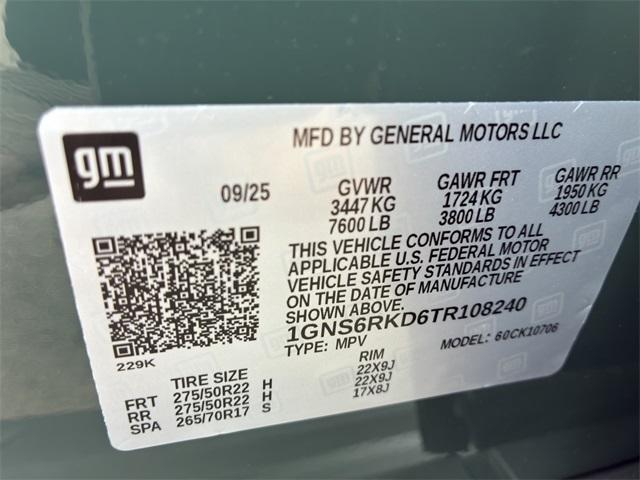 gm
MFD BY GENERAL MOTORS LLC
09/25
GVWR
3447 KG
7600 LB
GAWR FRT
1724 KG
3800 LB
GAWR RR
1950 KG
4300 LB
THIS VEHICLE CONFORMS TO ALL
APPLICABLE U.S. FEDERAL MOTOR
VEHICLE SAFETY STANDARDS IN EFFECT
ON THE DATE OF MANUFACTURE
SHOWN ABOVE.
1GNS6RKD6TR108240
TYPE: MPV MODEL: 60CK10706
229K
TIRE SIZE RIM
FRT 275/50R22 H 22X9J
RR 275/50R22 H 22X9J
SPA 265/70R17 S 17X8J